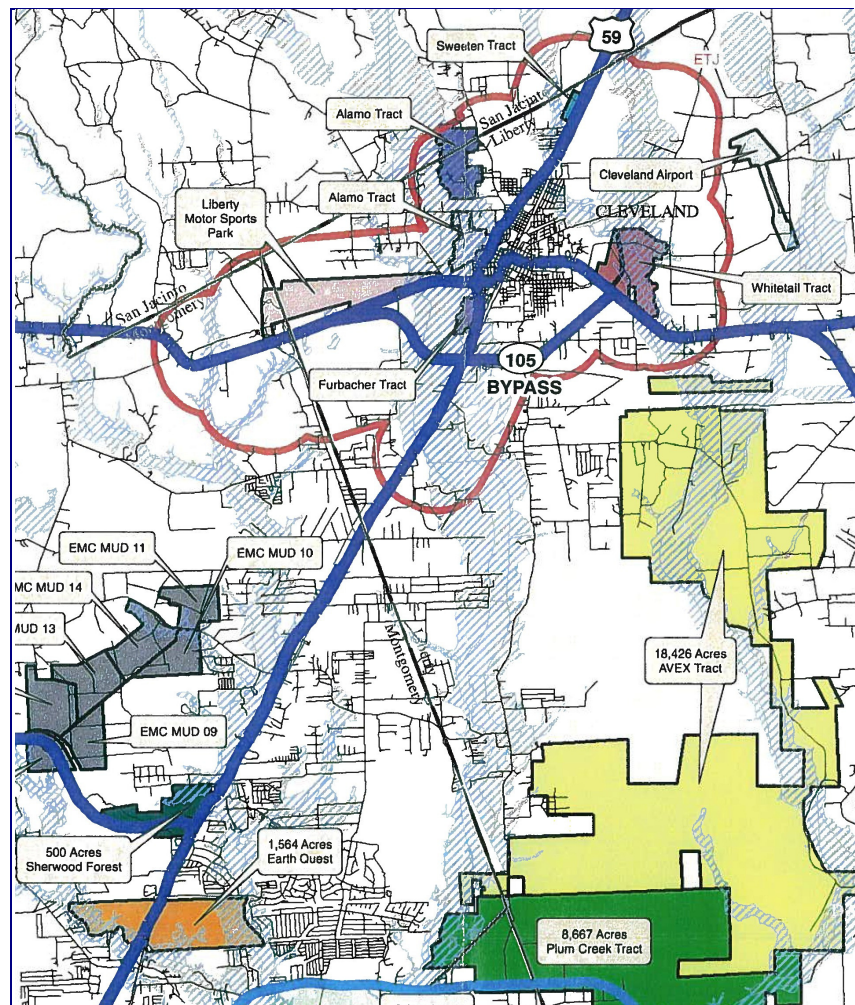 59
Sweeten Tract
ETJ
San Jacint
Liberty
Alamo Tract
Cleveland Airport
Alamo Tract
Liberty
Motor Sports
Park
CLEVELAND
Whitetail Tract
San Jacinto
gomery
105
BYPASS
Furbacher Tract
EMC MUD 11
EMC MUD 10
MC MUD 14
MUD 13
Montgomery
18,426 Acres
AVEX Tract
EMC MUD 09
500 Acres
Sherwood Forest
1,564 Acres
Earth Quest
8,667 Acres
Plum Creek Tract